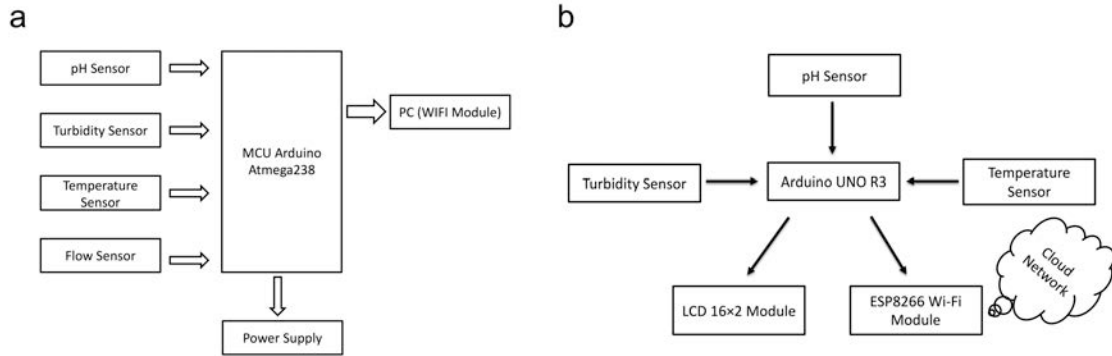 a
pH Sensor
Turbidity Sensor
Temperature
Sensor
Flow Sensor
MCU Arduino
Atmega238
PC (WIFI Module)
Power Supply
b
pH Sensor
Turbidity Sensor
Arduino UNO R3
Temperature
Sensor
LCD 16×2 Module
ESP8266 Wi-Fi
Module
Cloud
Network